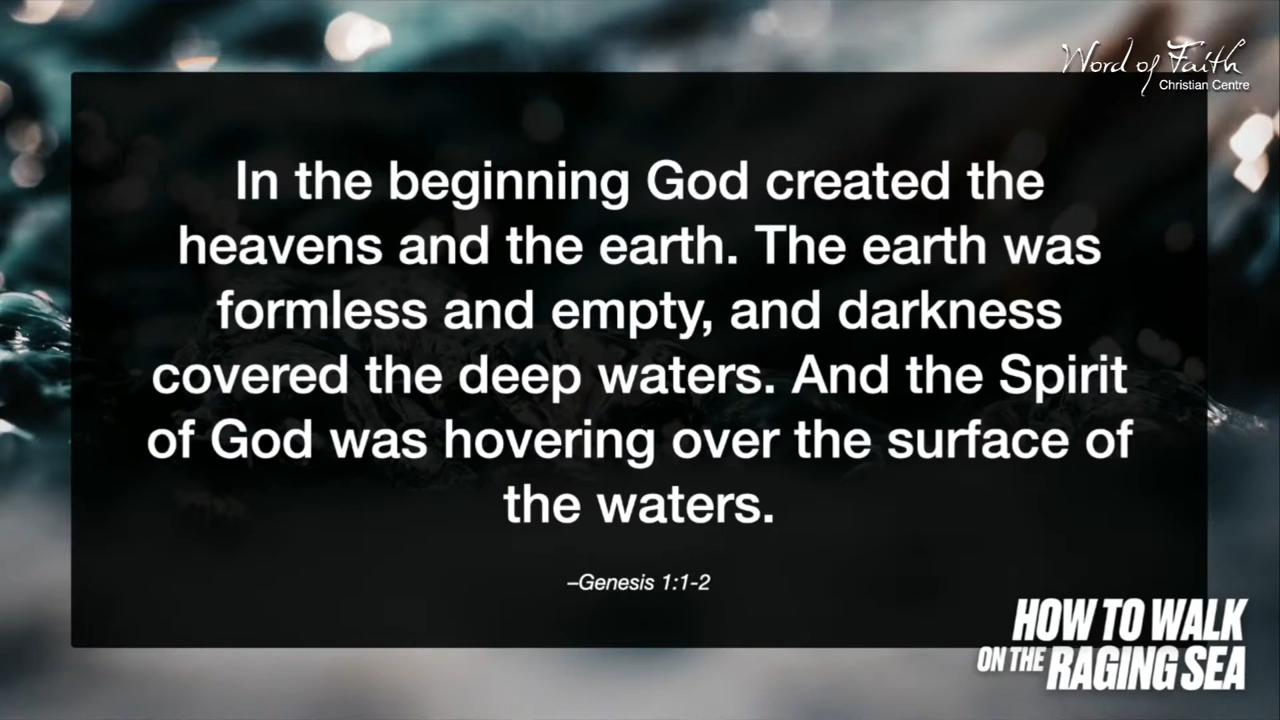 Word of Faith
Christian Centre
In the beginning God created the
heavens and the earth. The earth was
formless and empty, and darkness
covered the deep waters. And the Spirit
of God was hovering over the surface of
the waters.
–Genesis 1:1-2
HOW TO WALK
ON THE RAGING SEA